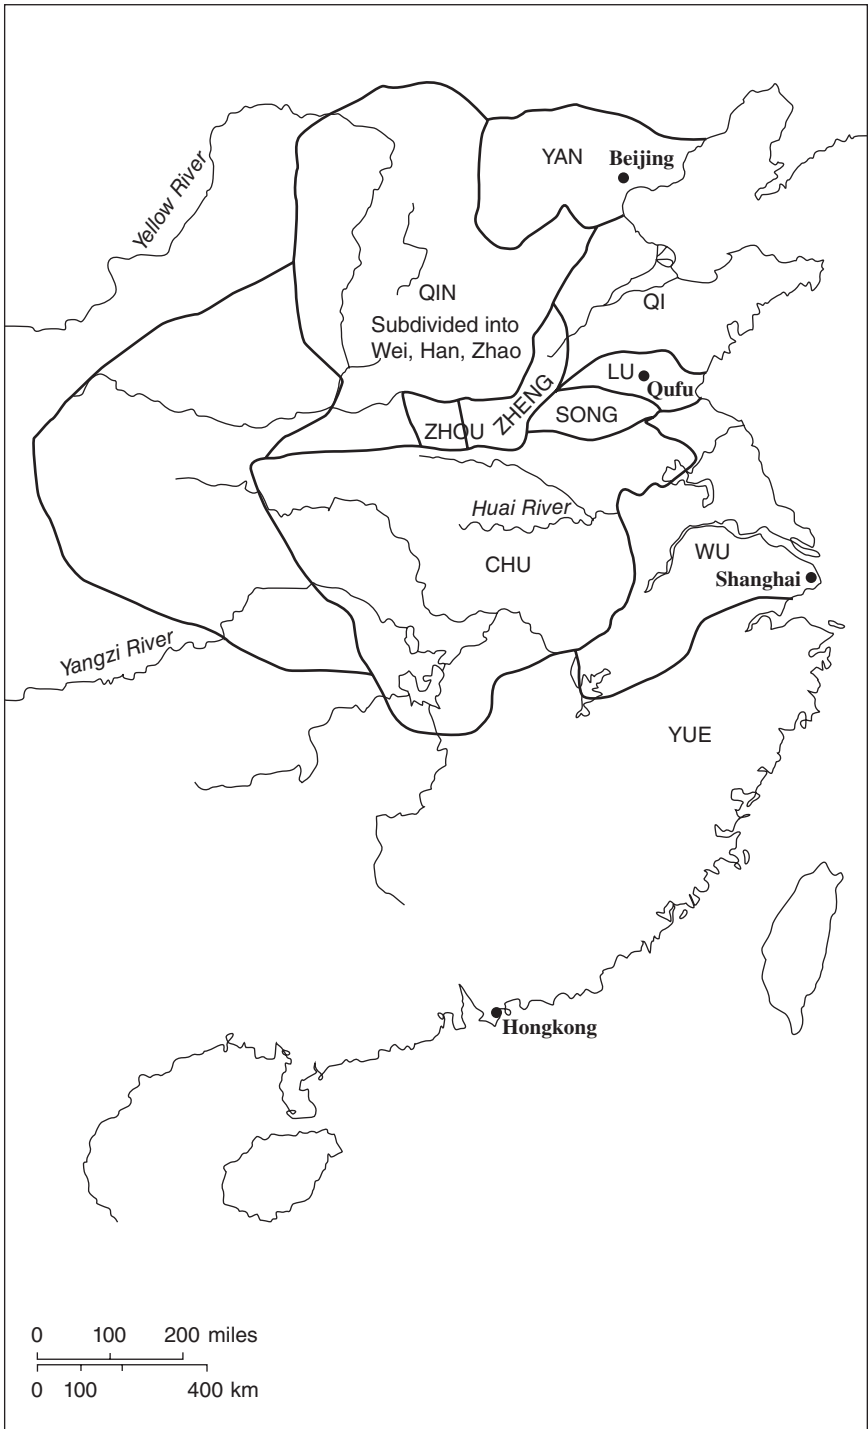 YAN
Beijing
Yellow River
QIN
QI
Subdivided into
Wei, Han, Zhao
LU
Qufu
ZHENG
SONG
ZHOU
Huai River
WU
CHU
Shanghai
Yangzi River
YUE
Hongkong
0 100 200 miles
0 100 400 km